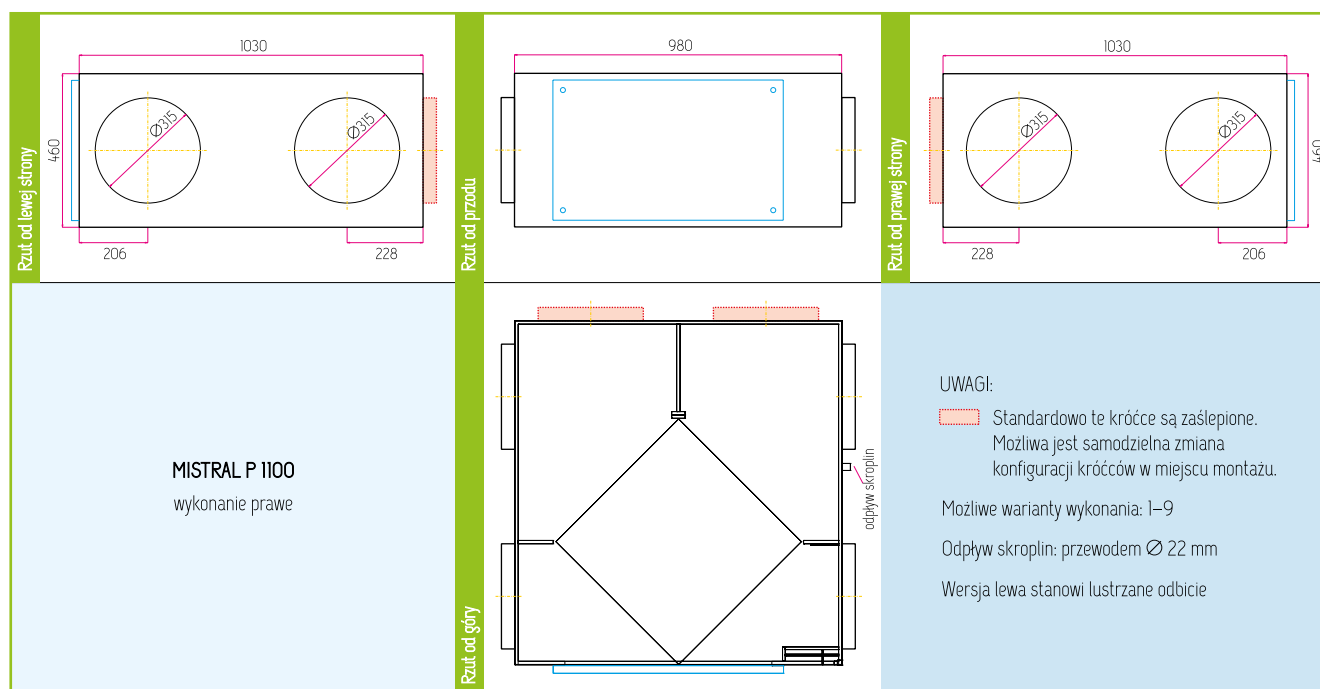 Rzut od lewej strony
1030
460
Ø315
Ø315
206
228
Rzut od przodu
980
Rzut od prawej strony
1030
Ø315
Ø315
460
228
206
MISTRAL P 1100
wykonanie prawe
Rzut od góry
odpływ skroplin
UWAGI:
Standardowo te króćce są zaślepione.
Możliwa jest samodzielna zmiana
konfiguracji króćców w miejscu montażu.
Możliwe warianty wykonania: 1–9
Odpływ skroplin: przewodem Ø 22 mm
Wersja lewa stanowi lustrzane odbicie